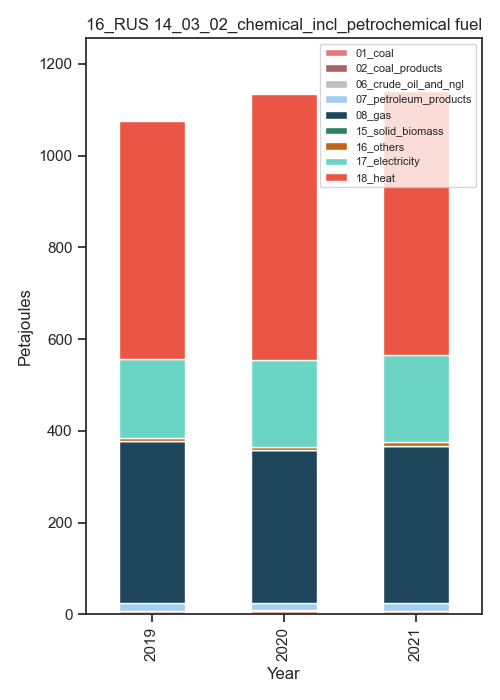 16_RUS 14_03_02_chemical_incl_petrochemical fuel
01_coal
02_coal_products
06_crude_oil_and_ngl
07_petroleum_products
08_gas
15_solid_biomass
16_others
17_electricity
18_heat
1200
1000
800
600
400
200
0
Petajoules
2019
2020
2021
Year